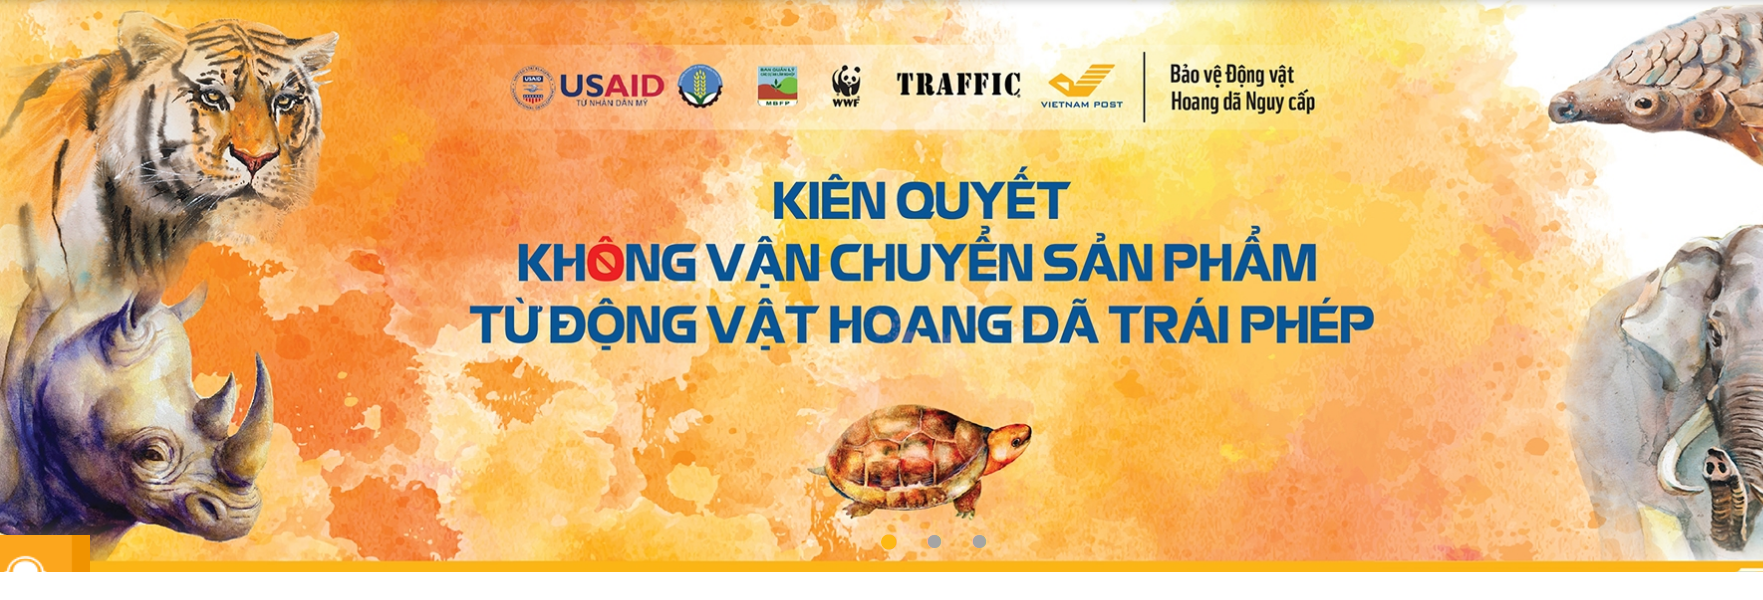 USAID
TỪ NHÂN DÂN MỸ
MBFP
WWF
TRAFFIC
VIETNAM POST
Bảo vệ Động vật
Hoang dã Nguy cấp
KIÊN QUYẾT
KHÔNG VẬN CHUYỂN SẢN PHẨM
TỪ ĐỘNG VẬT HOANG DÃ TRÁI PHÉP